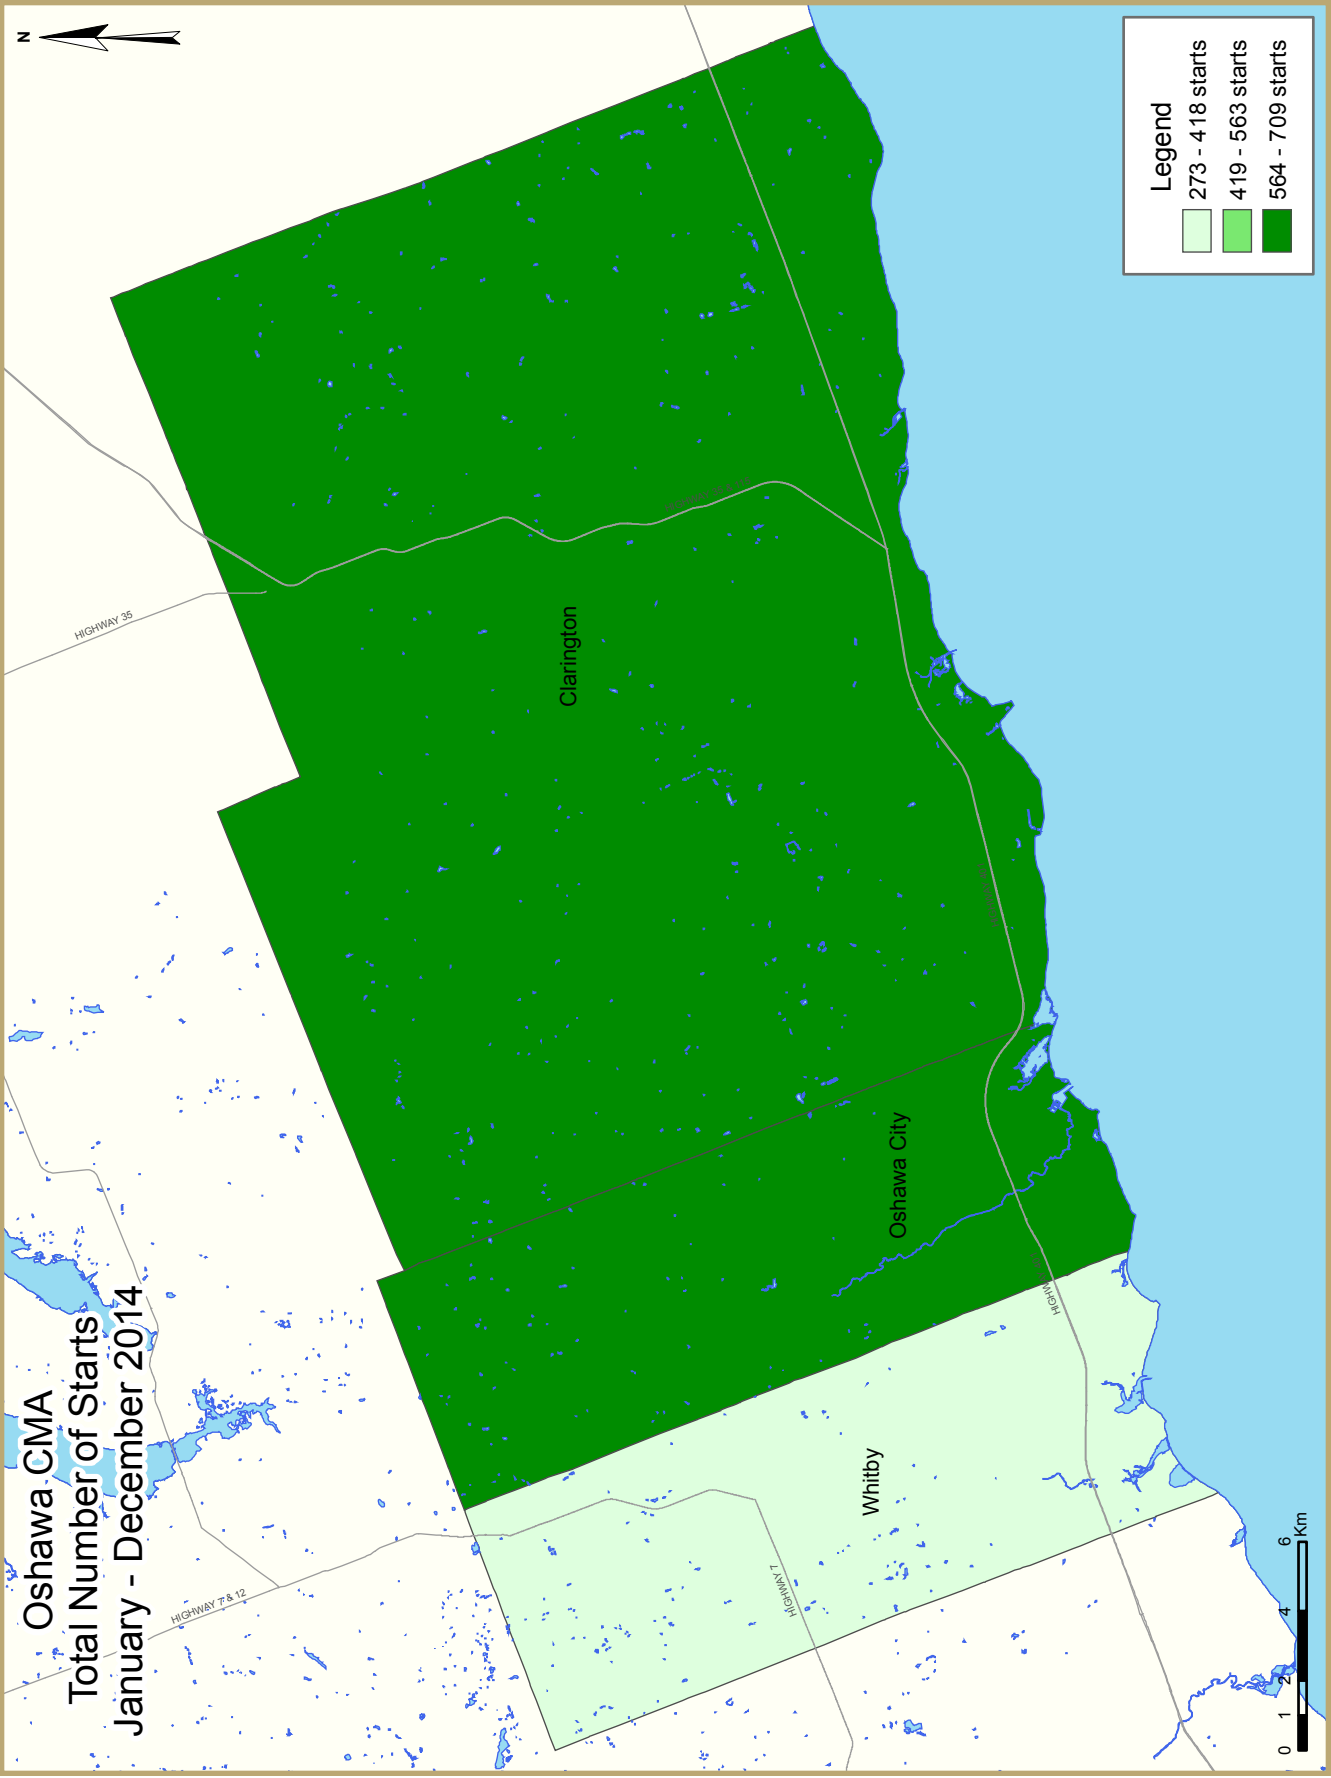 Oshawa CMA
Total Number of Starts
January - December 2014
N
HIGHWAY 7 & 12
HIGHWAY 35
Clarington
Oshawa City
Whitby
HIGHWAY 7
Legend
273 - 418 starts
419 - 563 starts
564 - 709 starts
0 1 2 4 6
Km